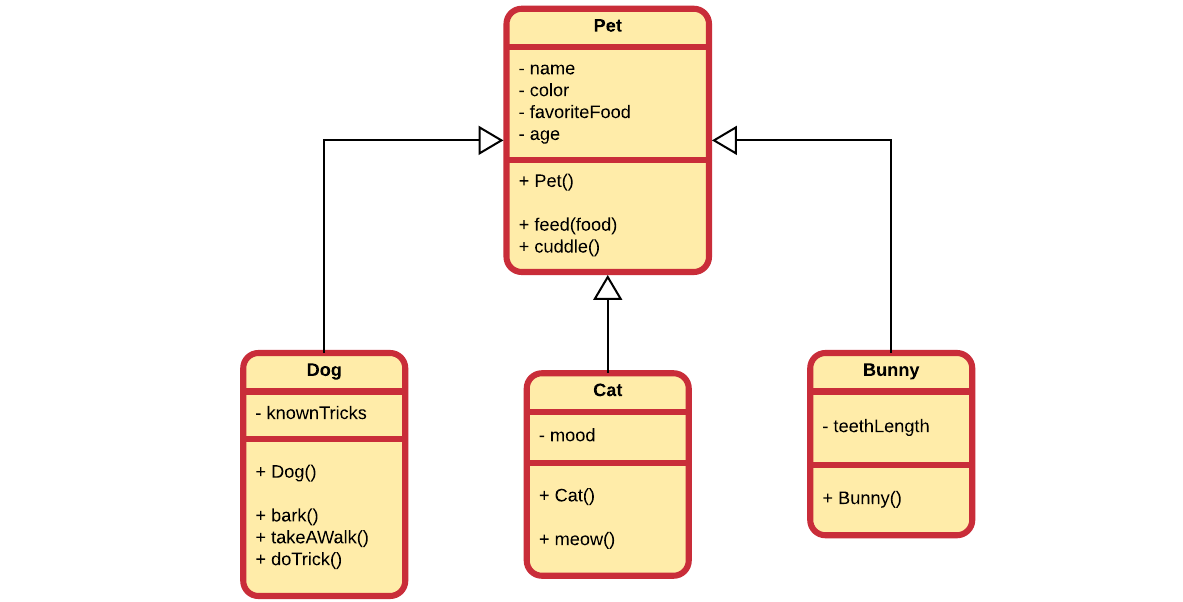 Pet
- name
- color
- favoriteFood
- age
+ Pet()
+ feed(food)
+ cuddle()
Dog
- knownTricks
+ Dog()
+ bark()
+ takeAWalk()
+ doTrick()
Cat
- mood
+ Cat()
+ meow()
Bunny
- teethLength
+ Bunny()